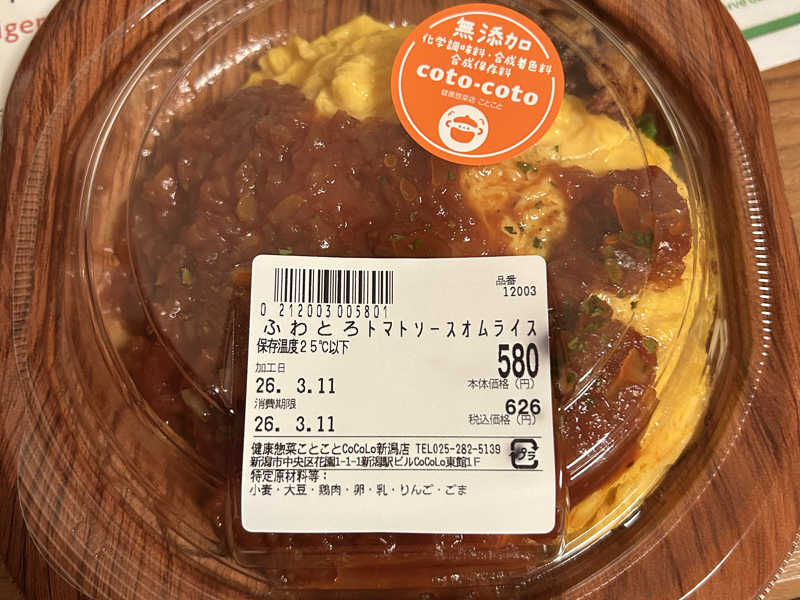 無添加
化学調味料・合成着色料
合成保存料
coto-coto
健康惣菜店 ことこと
品番
12003
0 212003 005801
ふわとろトマトソースオムライス
保存温度25℃以下
580
本体価格(円)
加工日
26. 3.11
626
税込価格(円)
消費期限
26. 3.11
健康惣菜ことことCoCoLo新潟店 TEL025-282-5139
新潟市中央区花園1-1-1新潟駅ビルCoCoLo東館1F
プラ
特定原材料等:
小麦・大豆・鶏肉・卵・乳・りんご・ごま